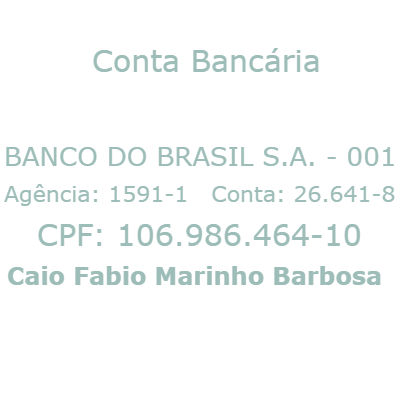 Conta Bancária
BANCO DO BRASIL S.A. - 001
Agência: 1591-1 Conta: 26.641-8
CPF: 106.986.464-10
Caio Fabio Marinho Barbosa